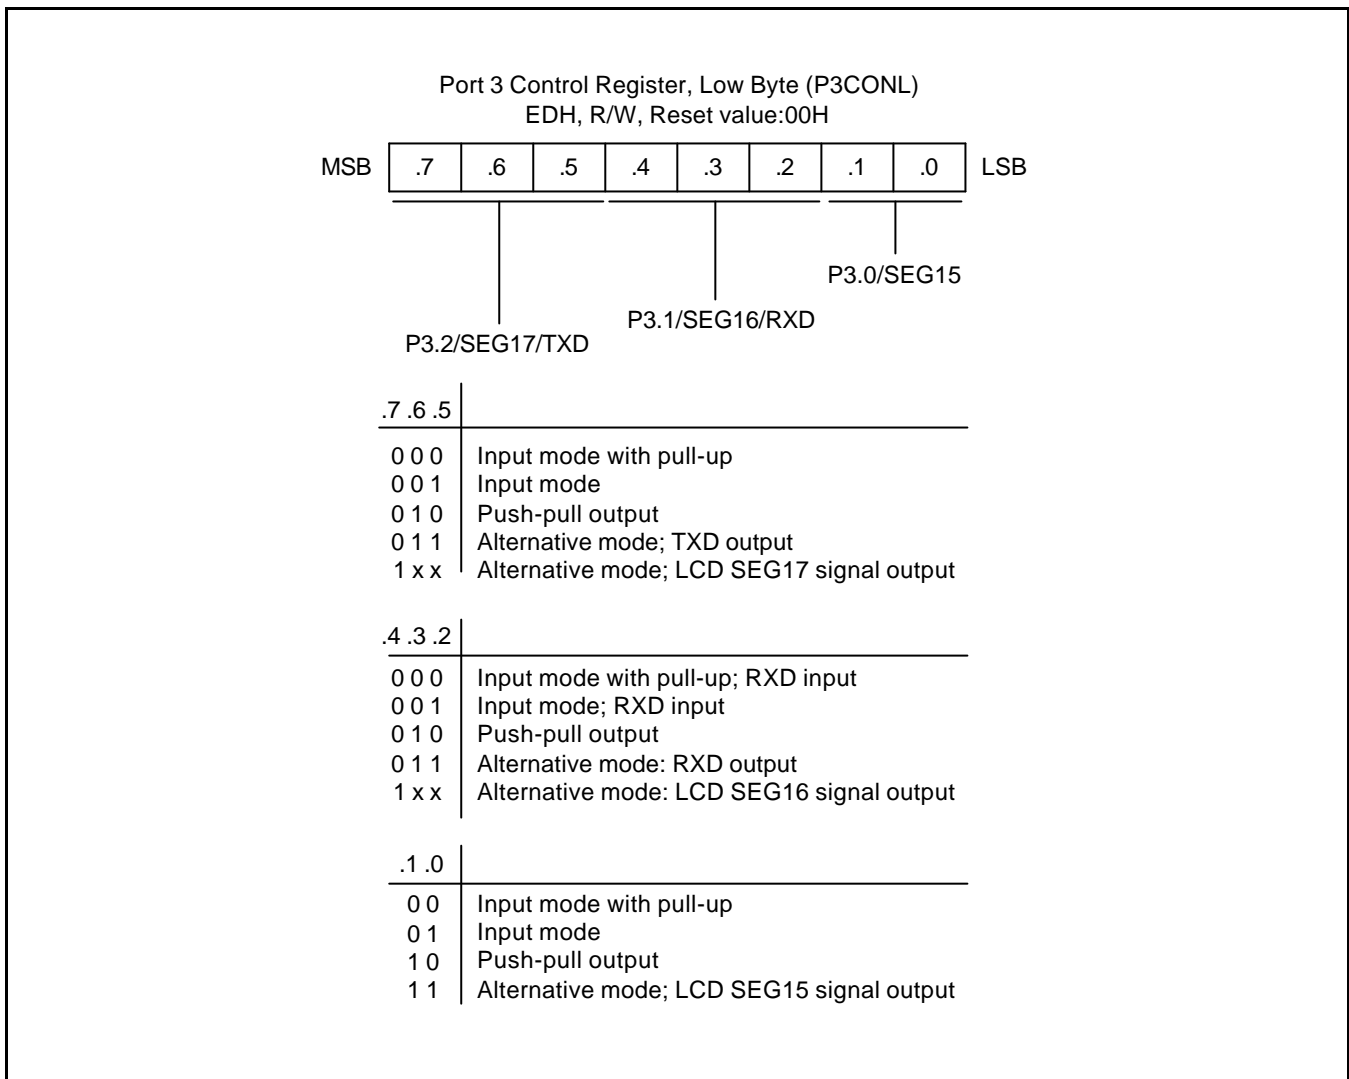 Port 3 Control Register, Low Byte (P3CONL)
EDH, R/W, Reset value:00H
MSB .7 .6 .5 .4 .3 .2 .1 .0 LSB
P3.0/SEG15
P3.1/SEG16/RXD
P3.2/SEG17/TXD
.7 .6 .5
0 0 0 Input mode with pull-up
0 0 1 Input mode
0 1 0 Push-pull output
0 1 1 Alternative mode; TXD output
1 x x Alternative mode; LCD SEG17 signal output
.4 .3 .2
0 0 0 Input mode with pull-up; RXD input
0 0 1 Input mode; RXD input
0 1 0 Push-pull output
0 1 1 Alternative mode: RXD output
1 x x Alternative mode: LCD SEG16 signal output
.1 .0
0 0 Input mode with pull-up
0 1 Input mode
1 0 Push-pull output
1 1 Alternative mode; LCD SEG15 signal output